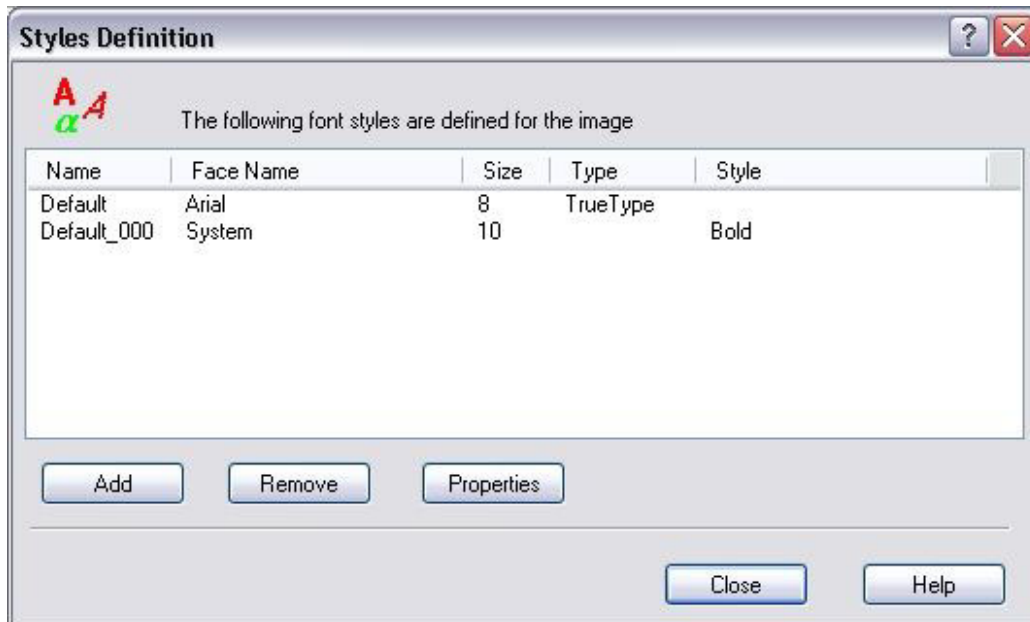 Styles Definition
?
A A
α
The following font styles are defined for the image
Name Face Name Size Type Style
Default Arial 8 TrueType
Default_000 System 10 Bold
Add Remove Properties
Close Help